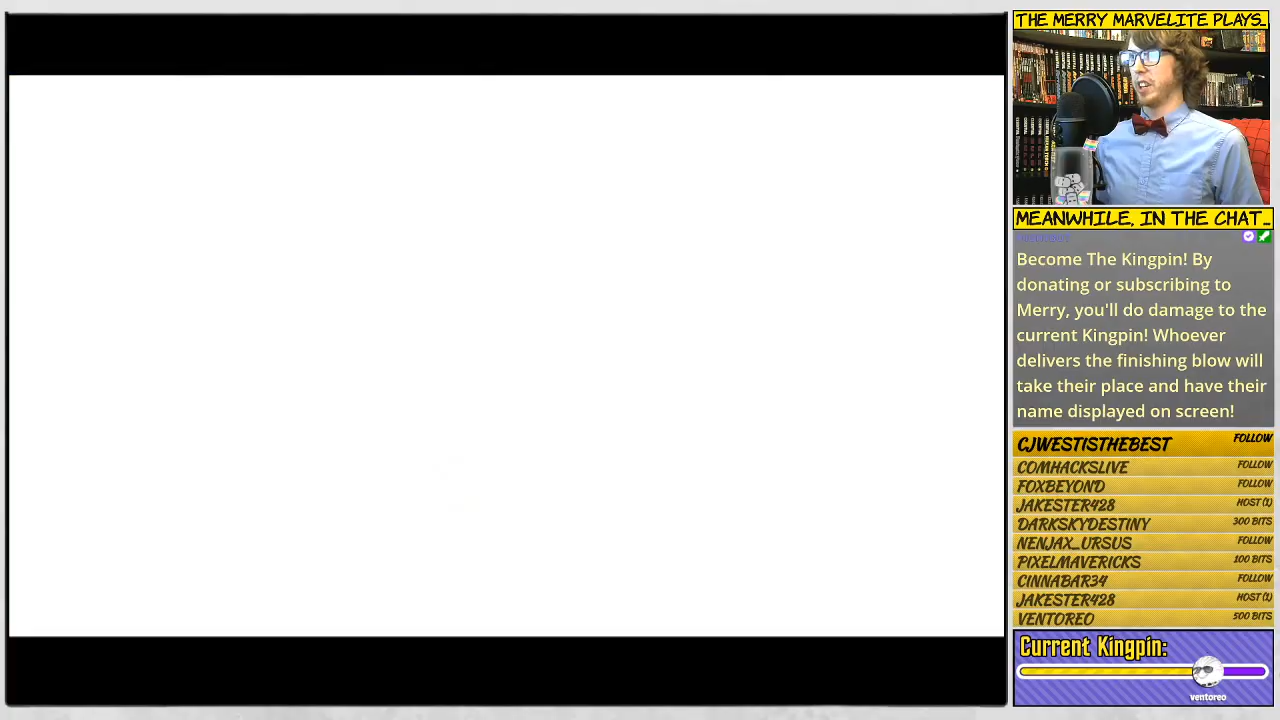 THE MERRY MARVELITE PLAYS...
MEANWHILE, IN THE CHAT...
Become The Kingpin! By
donating or subscribing to
Merry, you'll do damage to the
current Kingpin! Whoever
delivers the finishing blow will
take their place and have their
name displayed on screen!
CJWESTISTHEBEST FOLLOW
COMHACKSLIVE FOLLOW
FOXBEYOND FOLLOW
JAKESTER428 HOST (1)
DARKSKYDESTINY 300 BITS
NENJAX_URSUS FOLLOW
PIXELMAVERICKS 100 BITS
CINNABAR34 FOLLOW
JAKESTER428 HOST (1)
VENTOREO 500 BITS
Current Kingpin:
ventoreo